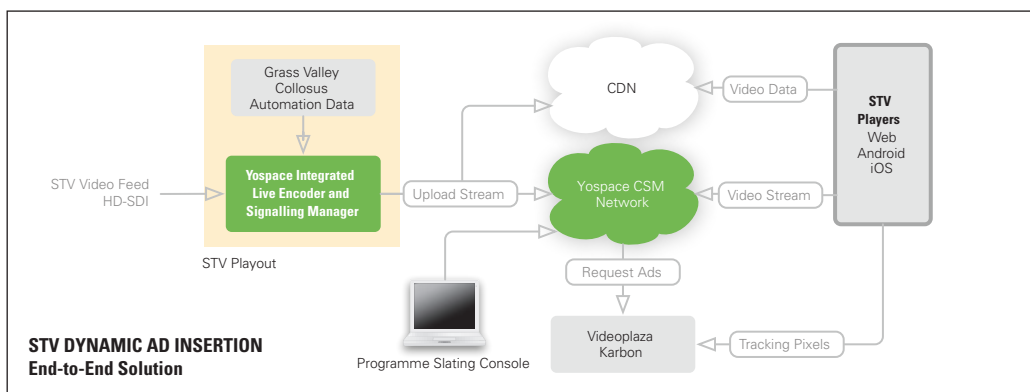 Grass Valley
Collosus
Automation Data
Yospace Integrated
Live Encoder and
Signalling Manager
STV Video Feed
HD-SDI
STV Playout
Upload Stream
CDN
Yospace CSM
Network
Video Data
Video Stream
STV
Players
Web
Android
iOS
Request Ads
Videoplaza
Karbon
Tracking Pixels
Programme Slating Console
STV DYNAMIC AD INSERTION
End-to-End Solution